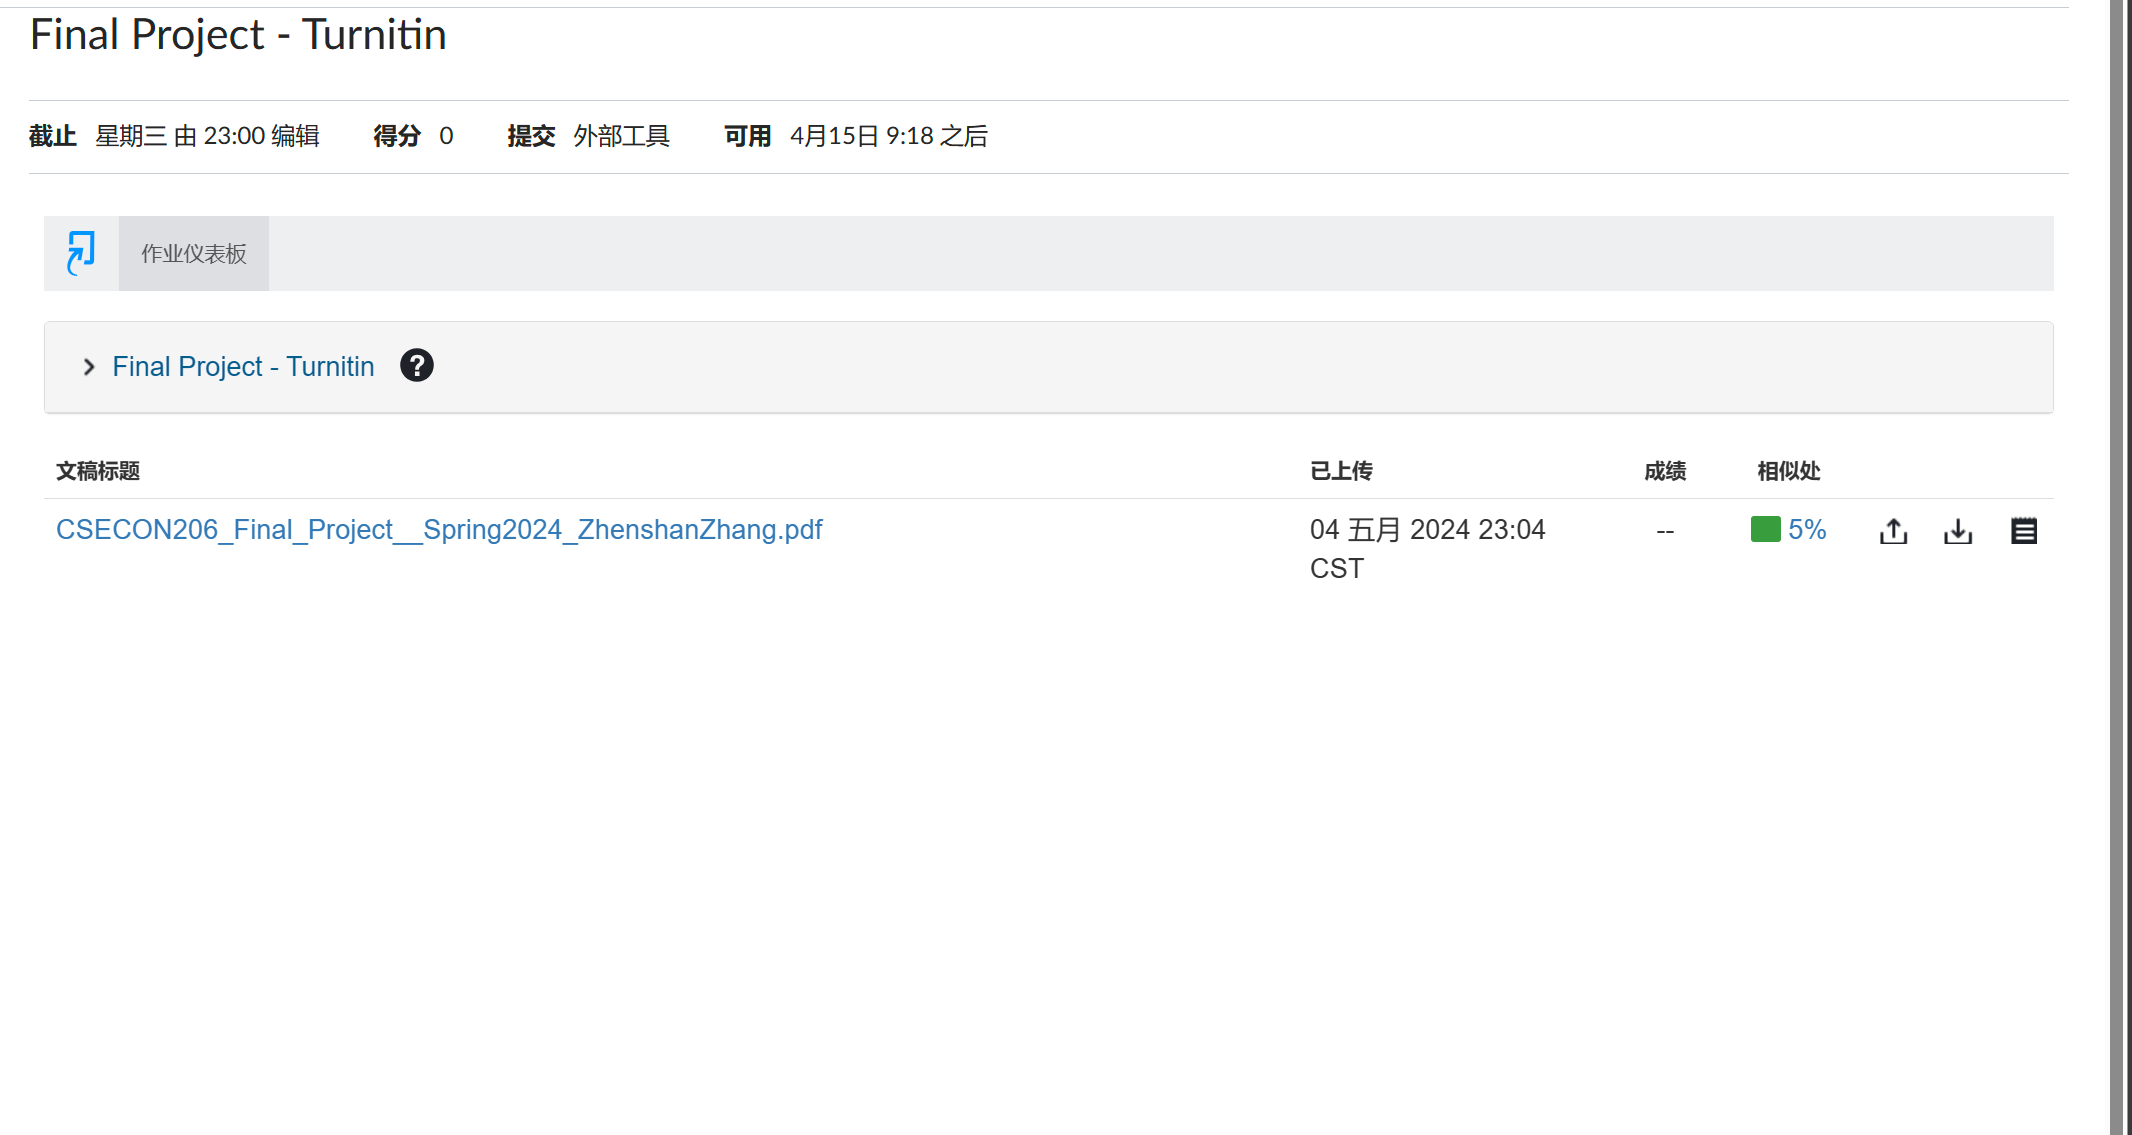 Final Project - Turnitin
截止 星期三 由 23:00 编辑 得分 0 提交 外部工具 可用 4月15日 9:18 之后
作业仪表板
Final Project - Turnitin ?
文稿标题 已上传 成绩 相似处
CSECON206_Final_Project__Spring2024_ZhenshanZhang.pdf 04 五月 2024 23:04 -- 5%
CST